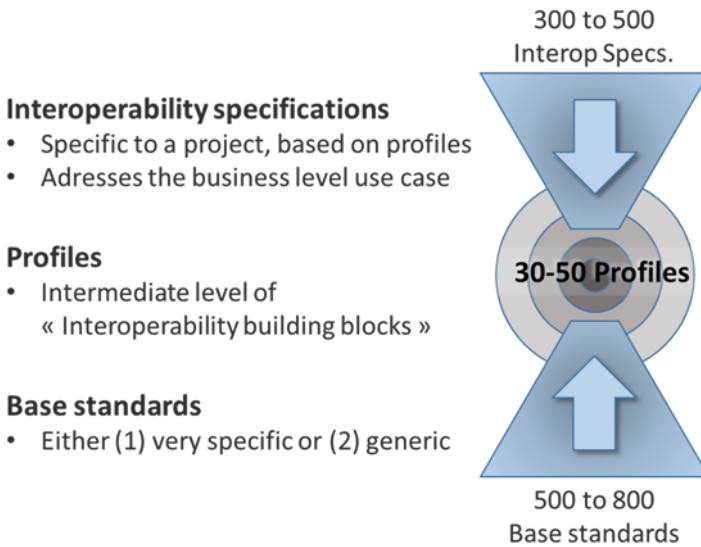 300 to 500
Interop Specs.
Interoperability specifications
• Specific to a project, based on profiles
• Adresses the business level use case
Profiles
• Intermediate level of
« Interoperability building blocks »
30-50 Profiles
Base standards
• Either (1) very specific or (2) generic
500 to 800
Base standards